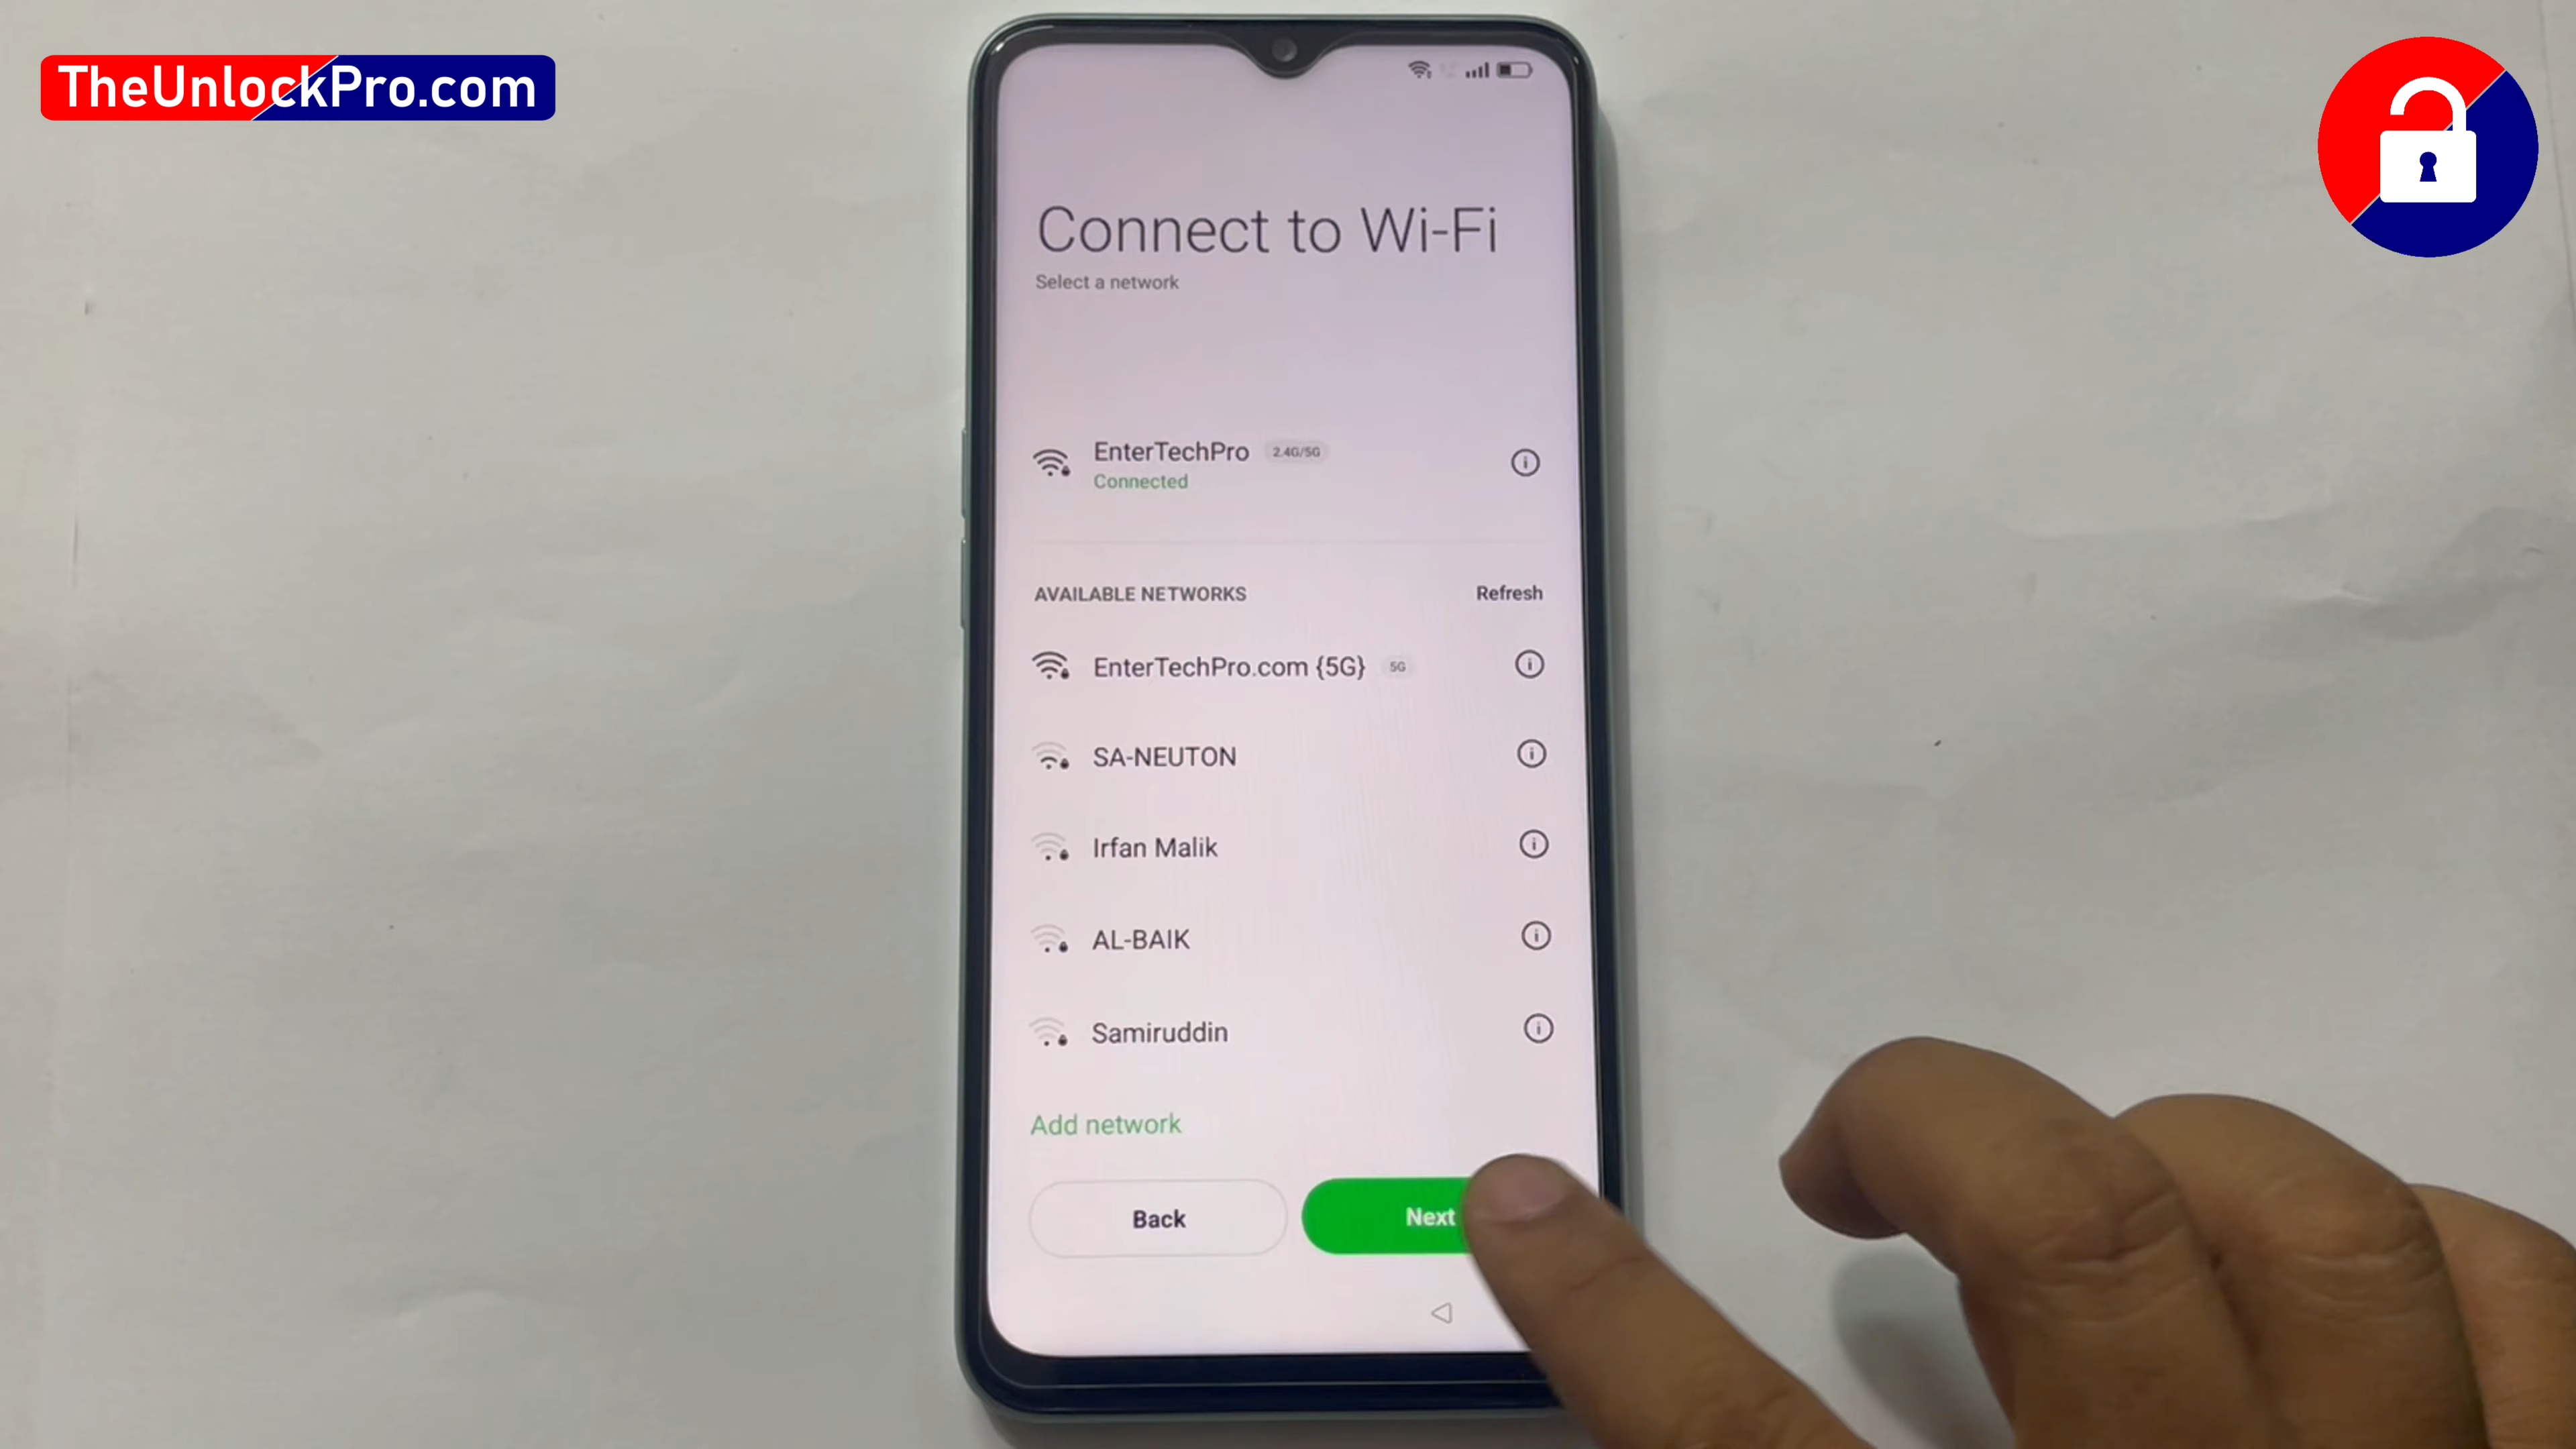 TheUnlockPro.com
Connect to Wi-Fi
Select a network
EnterTechPro 2.4G/5G
Connected
AVAILABLE NETWORKS Refresh
EnterTechPro.com {5G} 5G
SA-NEUTON
Irfan Malik
AL-BAIK
Samiruddin
Add network
Back Next